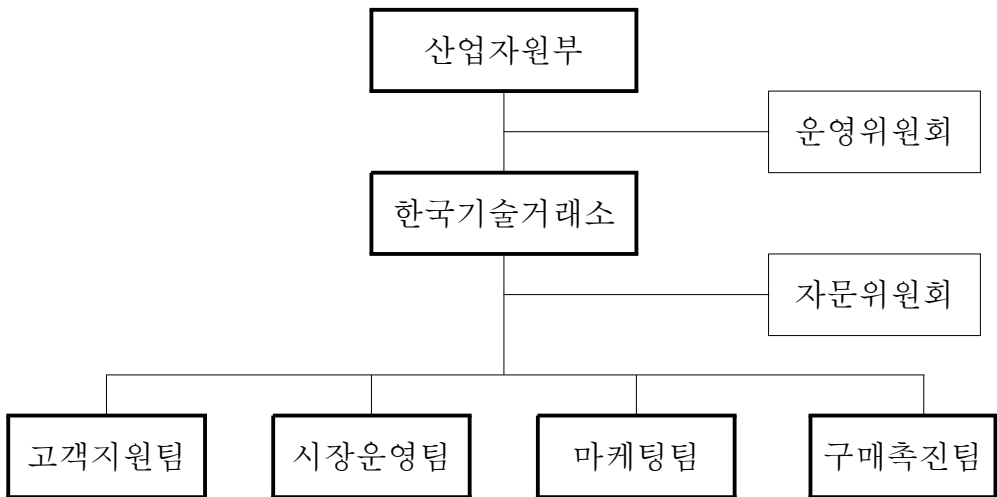 산업자원부
운영위원회
한국기술거래소
자문위원회
고객지원팀
시장운영팀
마케팅팀
구매촉진팀